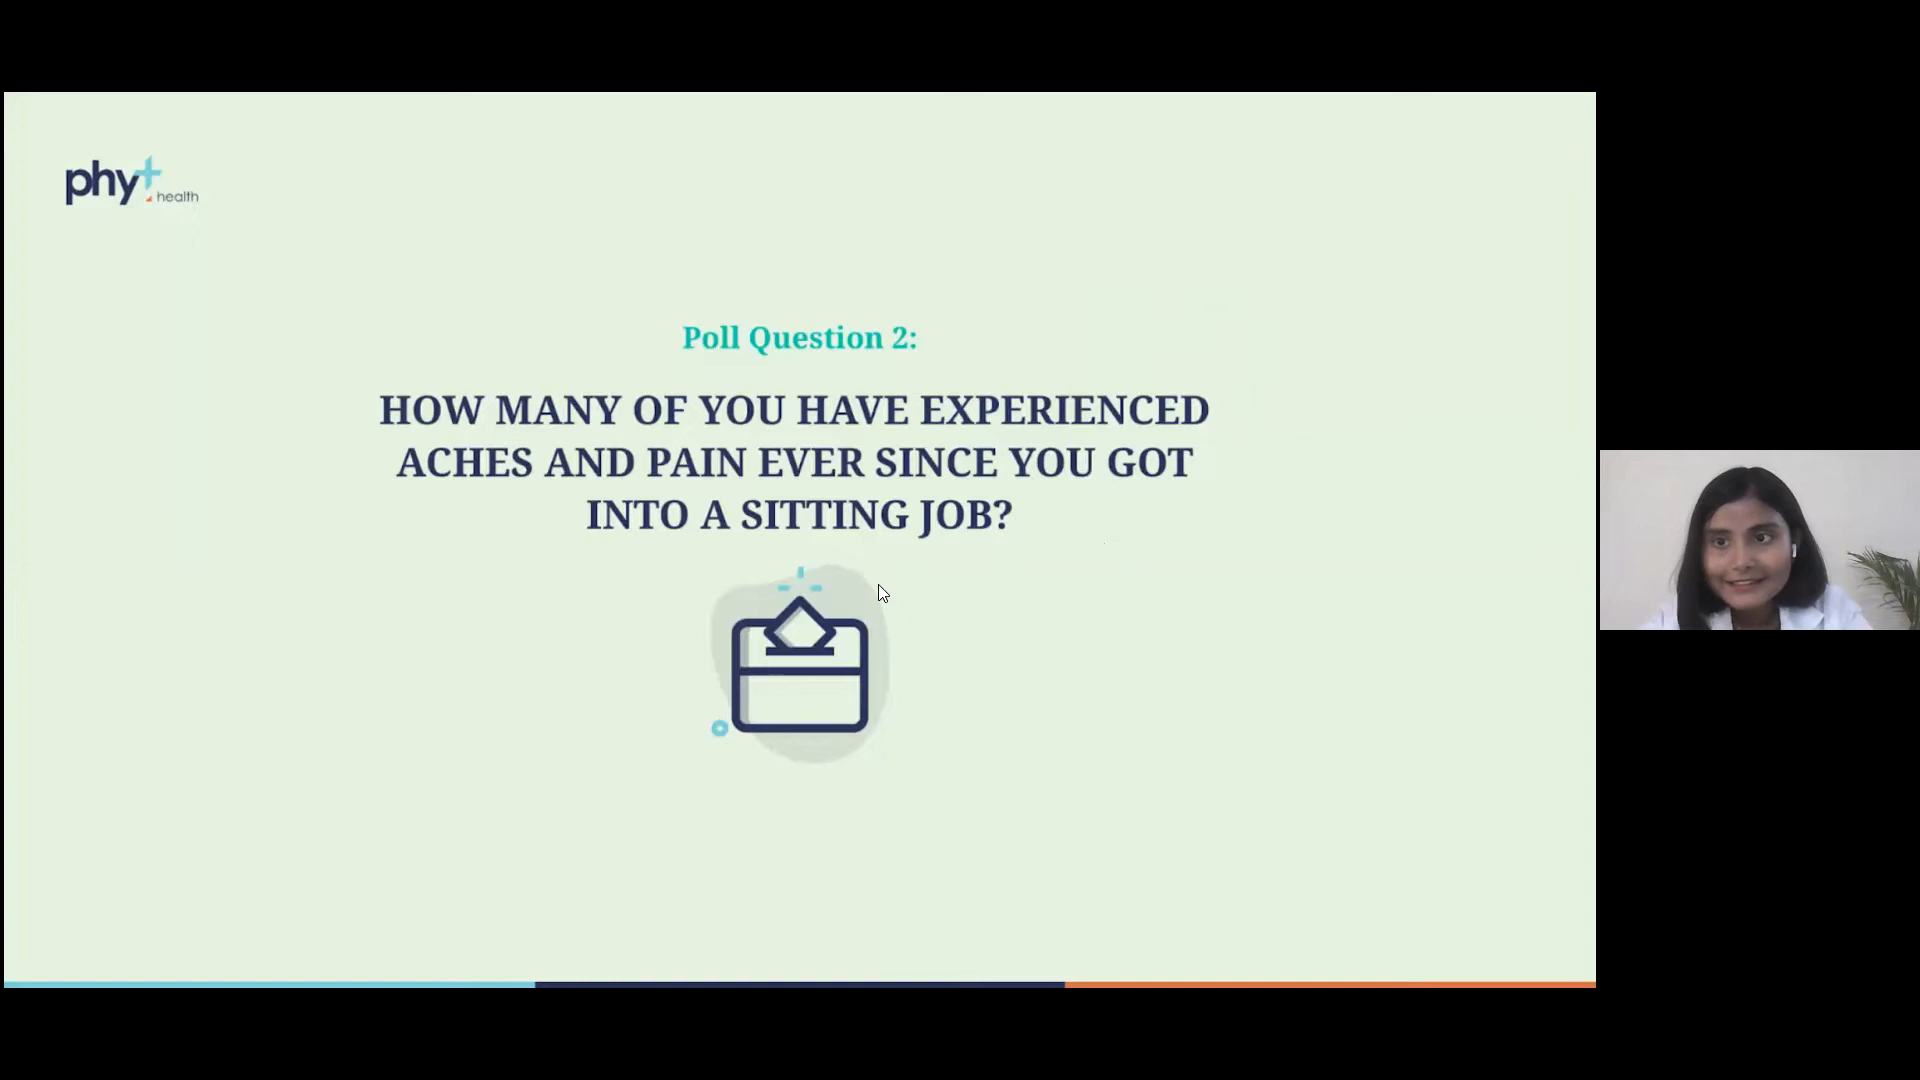 phy+
health
Poll Question 2:
HOW MANY OF YOU HAVE EXPERIENCED
ACHES AND PAIN EVER SINCE YOU GOT
INTO A SITTING JOB?